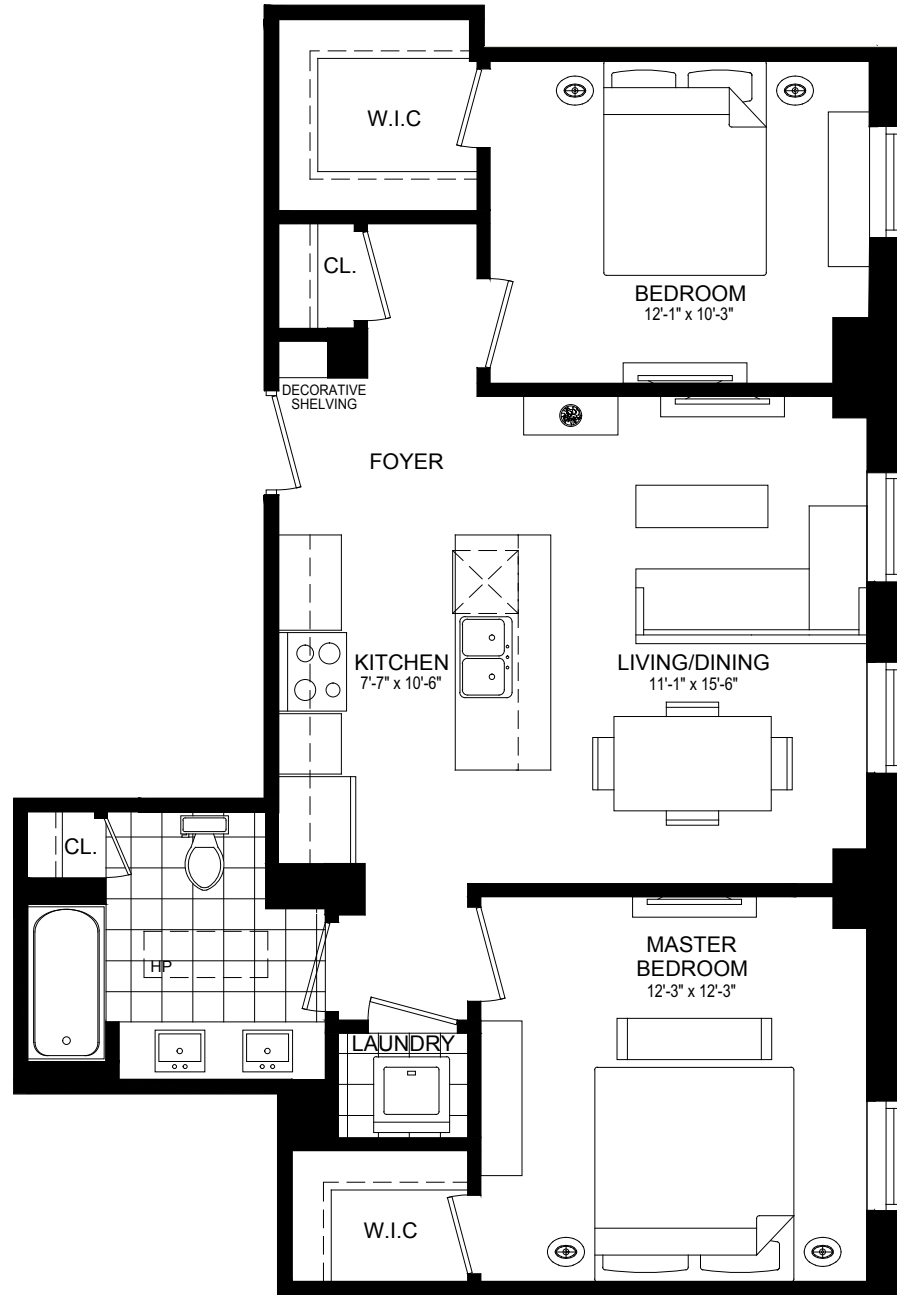 W.I.C
CL.
BEDROOM
12'-1" x 10'-3"
DECORATIVE
SHELVING
FOYER
KITCHEN
7'-7" x 10'-6"
LIVING/DINING
11'-1" x 15'-6"
CL.
HP
MASTER
BEDROOM
12'-3" x 12'-3"
LAUNDRY
W.I.C